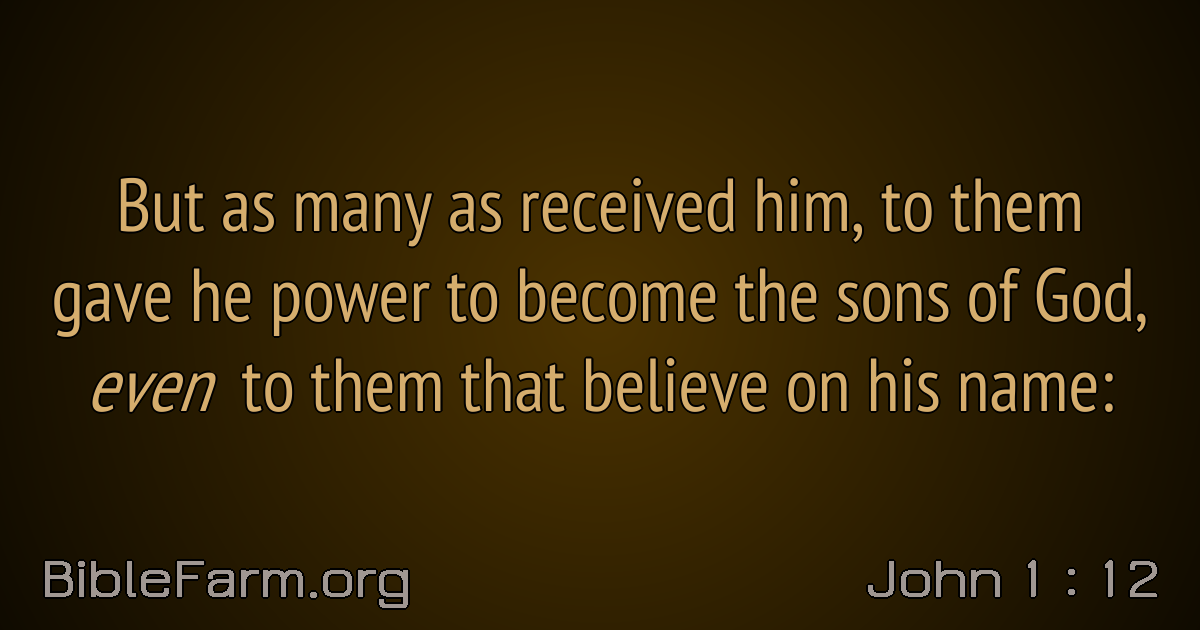 But as many as received him, to them
gave he power to become the sons of God,
even to them that believe on his name:
BibleFarm.org
John 1 : 12